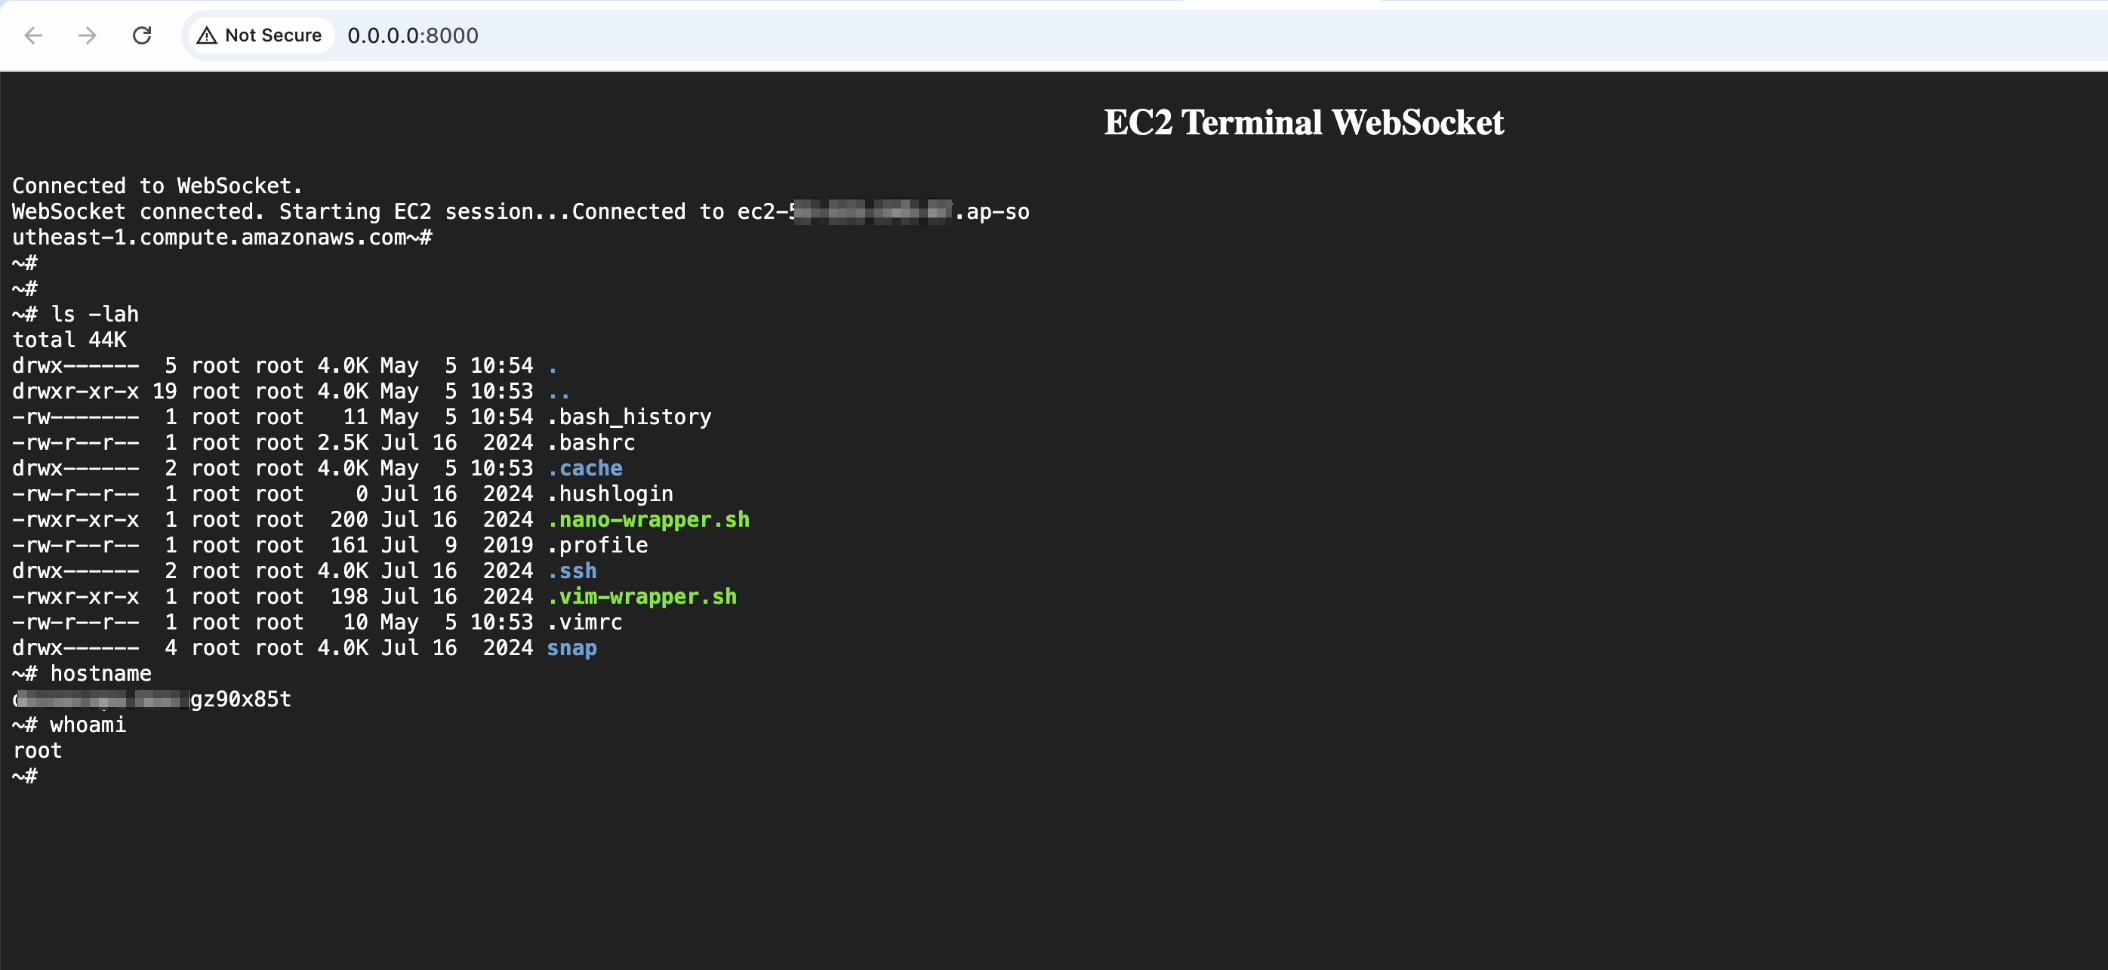 Not Secure 0.0.0.0:8000
EC2 Terminal WebSocket
Connected to WebSocket.
WebSocket connected. Starting EC2 session...Connected to .ap-so
utheast-1.compute.amazonaws.com~#
~#
~#
~# ls -lah
total 44K
drwx------  5 root root 4.0K May  5 10:54 .
drwxr-xr-x 19 root root 4.0K May  5 10:53 ..
-rw-------  1 root root   11 May  5 10:54 .bash_history
-rw-r--r--  1 root root 2.5K Jul 16  2024 .bashrc
drwx------  2 root root 4.0K May  5 10:53 .cache
-rw-r--r--  1 root root    0 Jul 16  2024 .hushlogin
-rwxr-xr-x  1 root root  200 Jul 16  2024 .nano-wrapper.sh
-rw-r--r--  1 root root  161 Jul  9  2019 .profile
drwx------  2 root root 4.0K Jul 16  2024 .ssh
-rwxr-xr-x  1 root root  198 Jul 16  2024 .vim-wrapper.sh
-rw-r--r--  1 root root   10 May  5 10:53 .vimrc
drwx------  4 root root 4.0K Jul 16  2024 snap
~# hostname
gz90x85t
~# whoami
root
~#